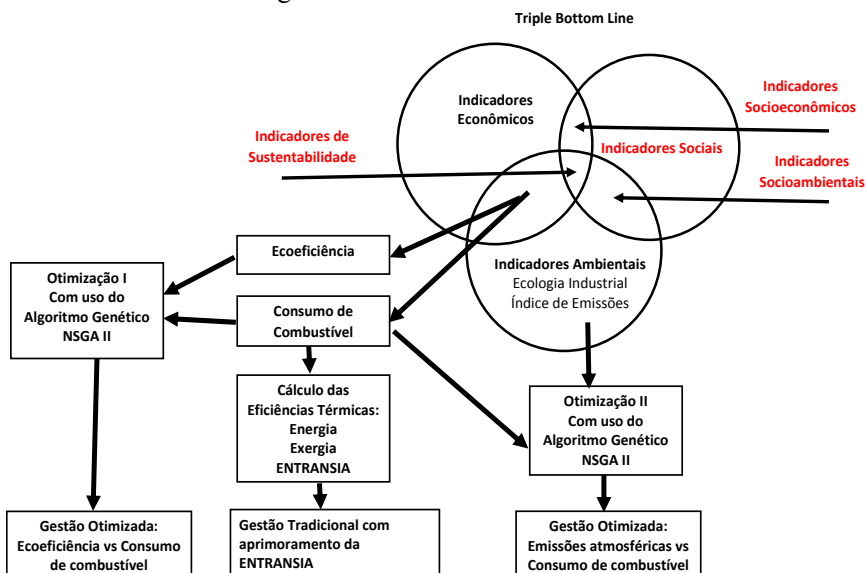 Triple Bottom Line
Indicadores
Econômicos
Indicadores
Socioeconômicos
Indicadores de
Sustentabilidade
Indicadores Sociais
Indicadores
Socioambientais
Ecoeficiência
Indicadores Ambientais
Ecologia Industrial
Índice de Emissões
Otimização I
Com uso do
Algoritmo Genético
NSGA II
Consumo de
Combustível
Cálculo das
Eficiências Térmicas:
Energia
Exergia
ENTRANSIA
Otimização II
Com uso do
Algoritmo Genético
NSGA II
Gestão Otimizada:
Ecoeficiência vs Consumo
de combustível
Gestão Tradicional com
aprimoramento da
ENTRANSIA
Gestão Otimizada:
Emissões atmosféricas vs
Consumo de combustível